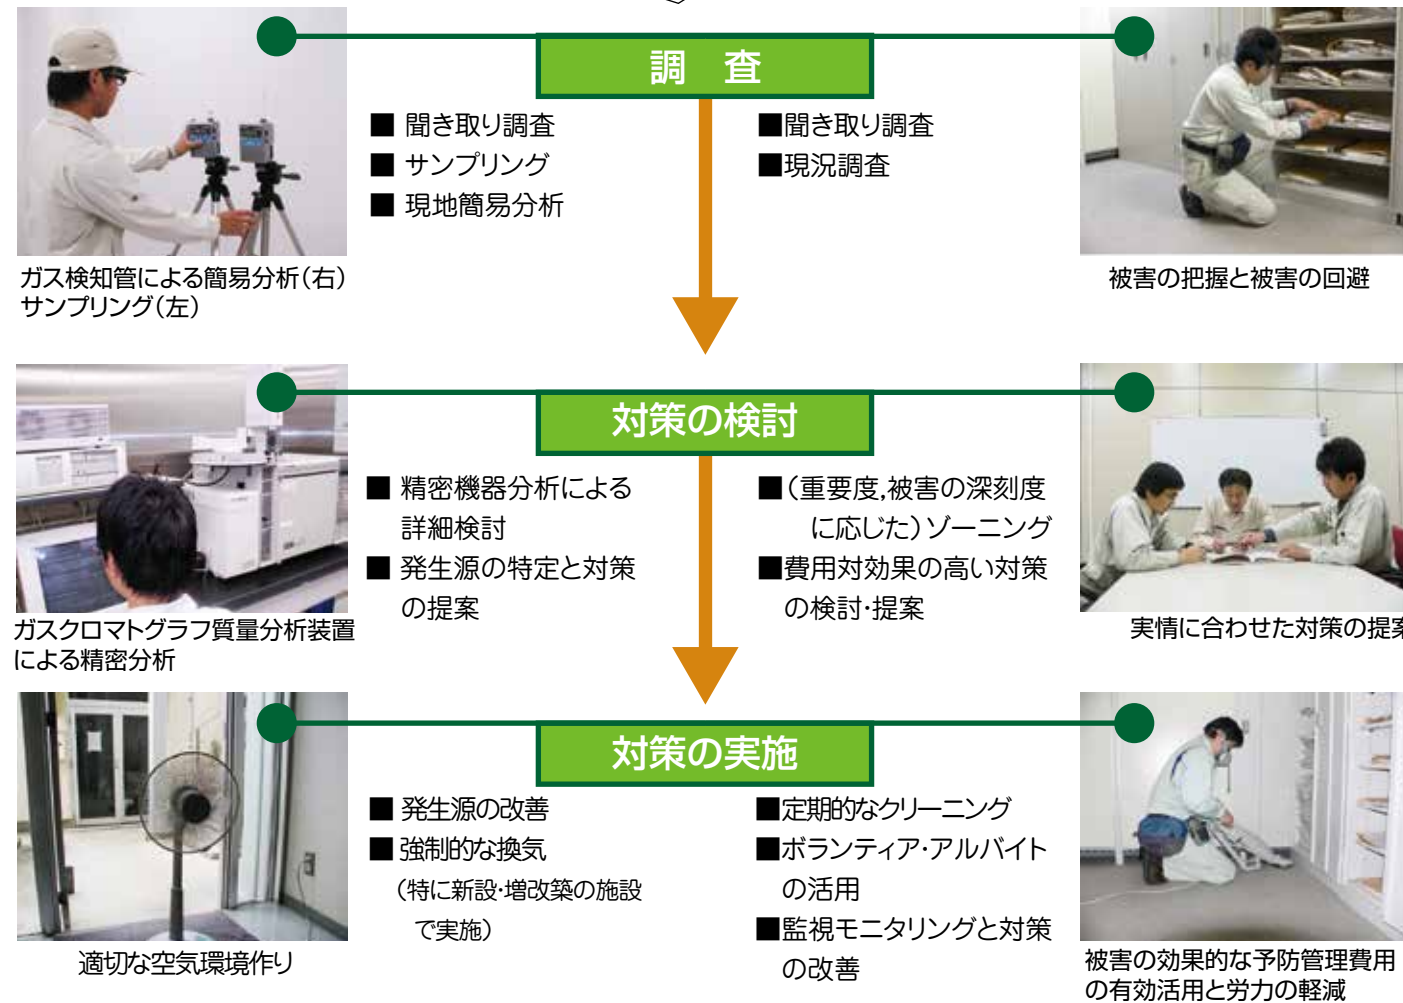 調 査
■ 聞き取り調査
■ サンプリング
■ 現地簡易分析
■聞き取り調査
■現況調査
ガス検知管による簡易分析(右)
サンプリング(左)
被害の把握と被害の回避
対策の検討
■ 精密機器分析による
詳細検討
■ 発生源の特定と対策
の提案
■(重要度,被害の深刻度
に応じた)ゾーニング
■費用対効果の高い対策
の検討・提案
ガスクロマトグラフ質量分析装置
による精密分析
実情に合わせた対策の提案
対策の実施
■ 発生源の改善
■ 強制的な換気
(特に新設・増改築の施設
で実施)
■定期的なクリーニング
■ボランティア・アルバイト
の活用
■監視モニタリングと対策
の改善
適切な空気環境作り
被害の効果的な予防管理費用
の有効活用と労力の軽減